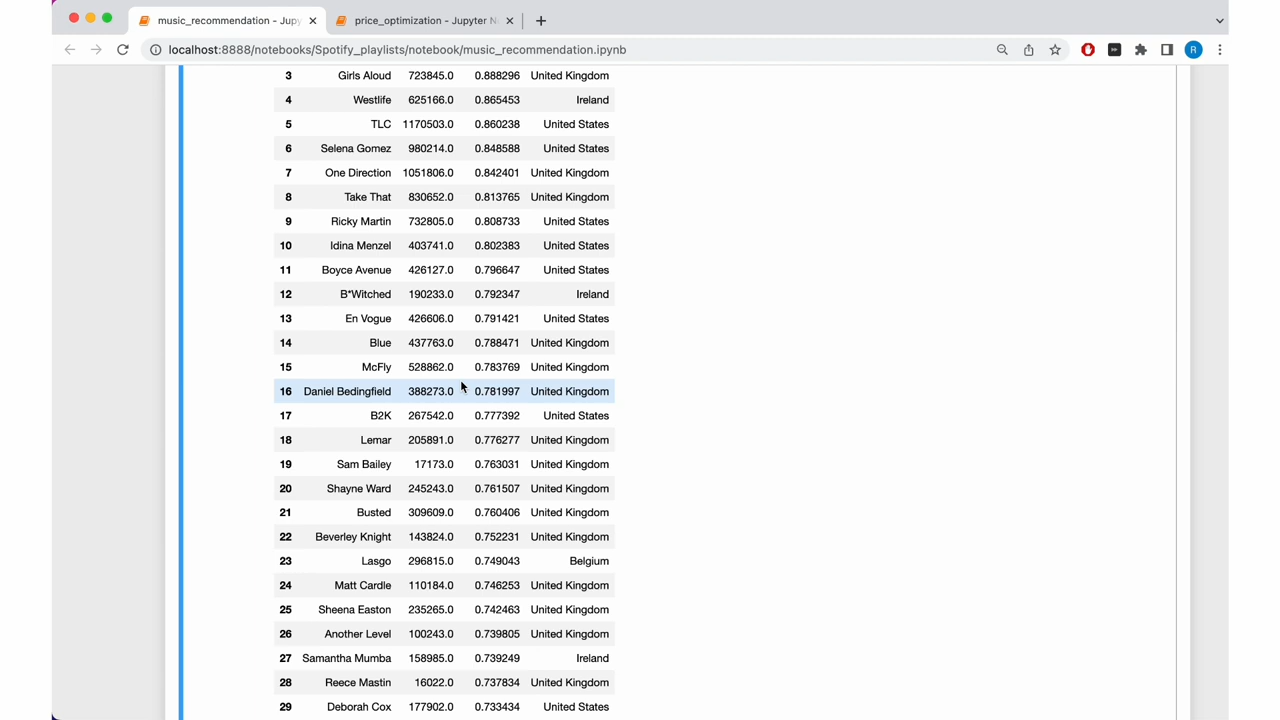 music_recommendation - Jupy
price_optimization - Jupyter N
localhost:8888/notebooks/Spotify_playlists/notebook/music_recommendation.ipynb
R
3 Girls Aloud 723845.0 0.888296 United Kingdom
4 Westlife 625166.0 0.865453 Ireland
5 TLC 1170503.0 0.860238 United States
6 Selena Gomez 980214.0 0.848588 United States
7 One Direction 1051806.0 0.842401 United Kingdom
8 Take That 830652.0 0.813765 United Kingdom
9 Ricky Martin 732805.0 0.808733 United States
10 Idina Menzel 403741.0 0.802383 United States
11 Boyce Avenue 426127.0 0.796647 United States
12 B*Witched 190233.0 0.792347 Ireland
13 En Vogue 426606.0 0.791421 United States
14 Blue 437763.0 0.788471 United Kingdom
15 McFly 528862.0 0.783769 United Kingdom
16 Daniel Bedingfield 388273.0 0.781997 United Kingdom
17 B2K 267542.0 0.777392 United States
18 Lemar 205891.0 0.776277 United Kingdom
19 Sam Bailey 17173.0 0.763031 United Kingdom
20 Shayne Ward 245243.0 0.761507 United Kingdom
21 Busted 309609.0 0.760406 United Kingdom
22 Beverley Knight 143824.0 0.752231 United Kingdom
23 Lasgo 296815.0 0.749043 Belgium
24 Matt Cardle 110184.0 0.746253 United Kingdom
25 Sheena Easton 235265.0 0.742463 United Kingdom
26 Another Level 100243.0 0.739805 United Kingdom
27 Samantha Mumba 158985.0 0.739249 Ireland
28 Reece Mastin 16022.0 0.737834 United Kingdom
29 Deborah Cox 177902.0 0.733434 United States